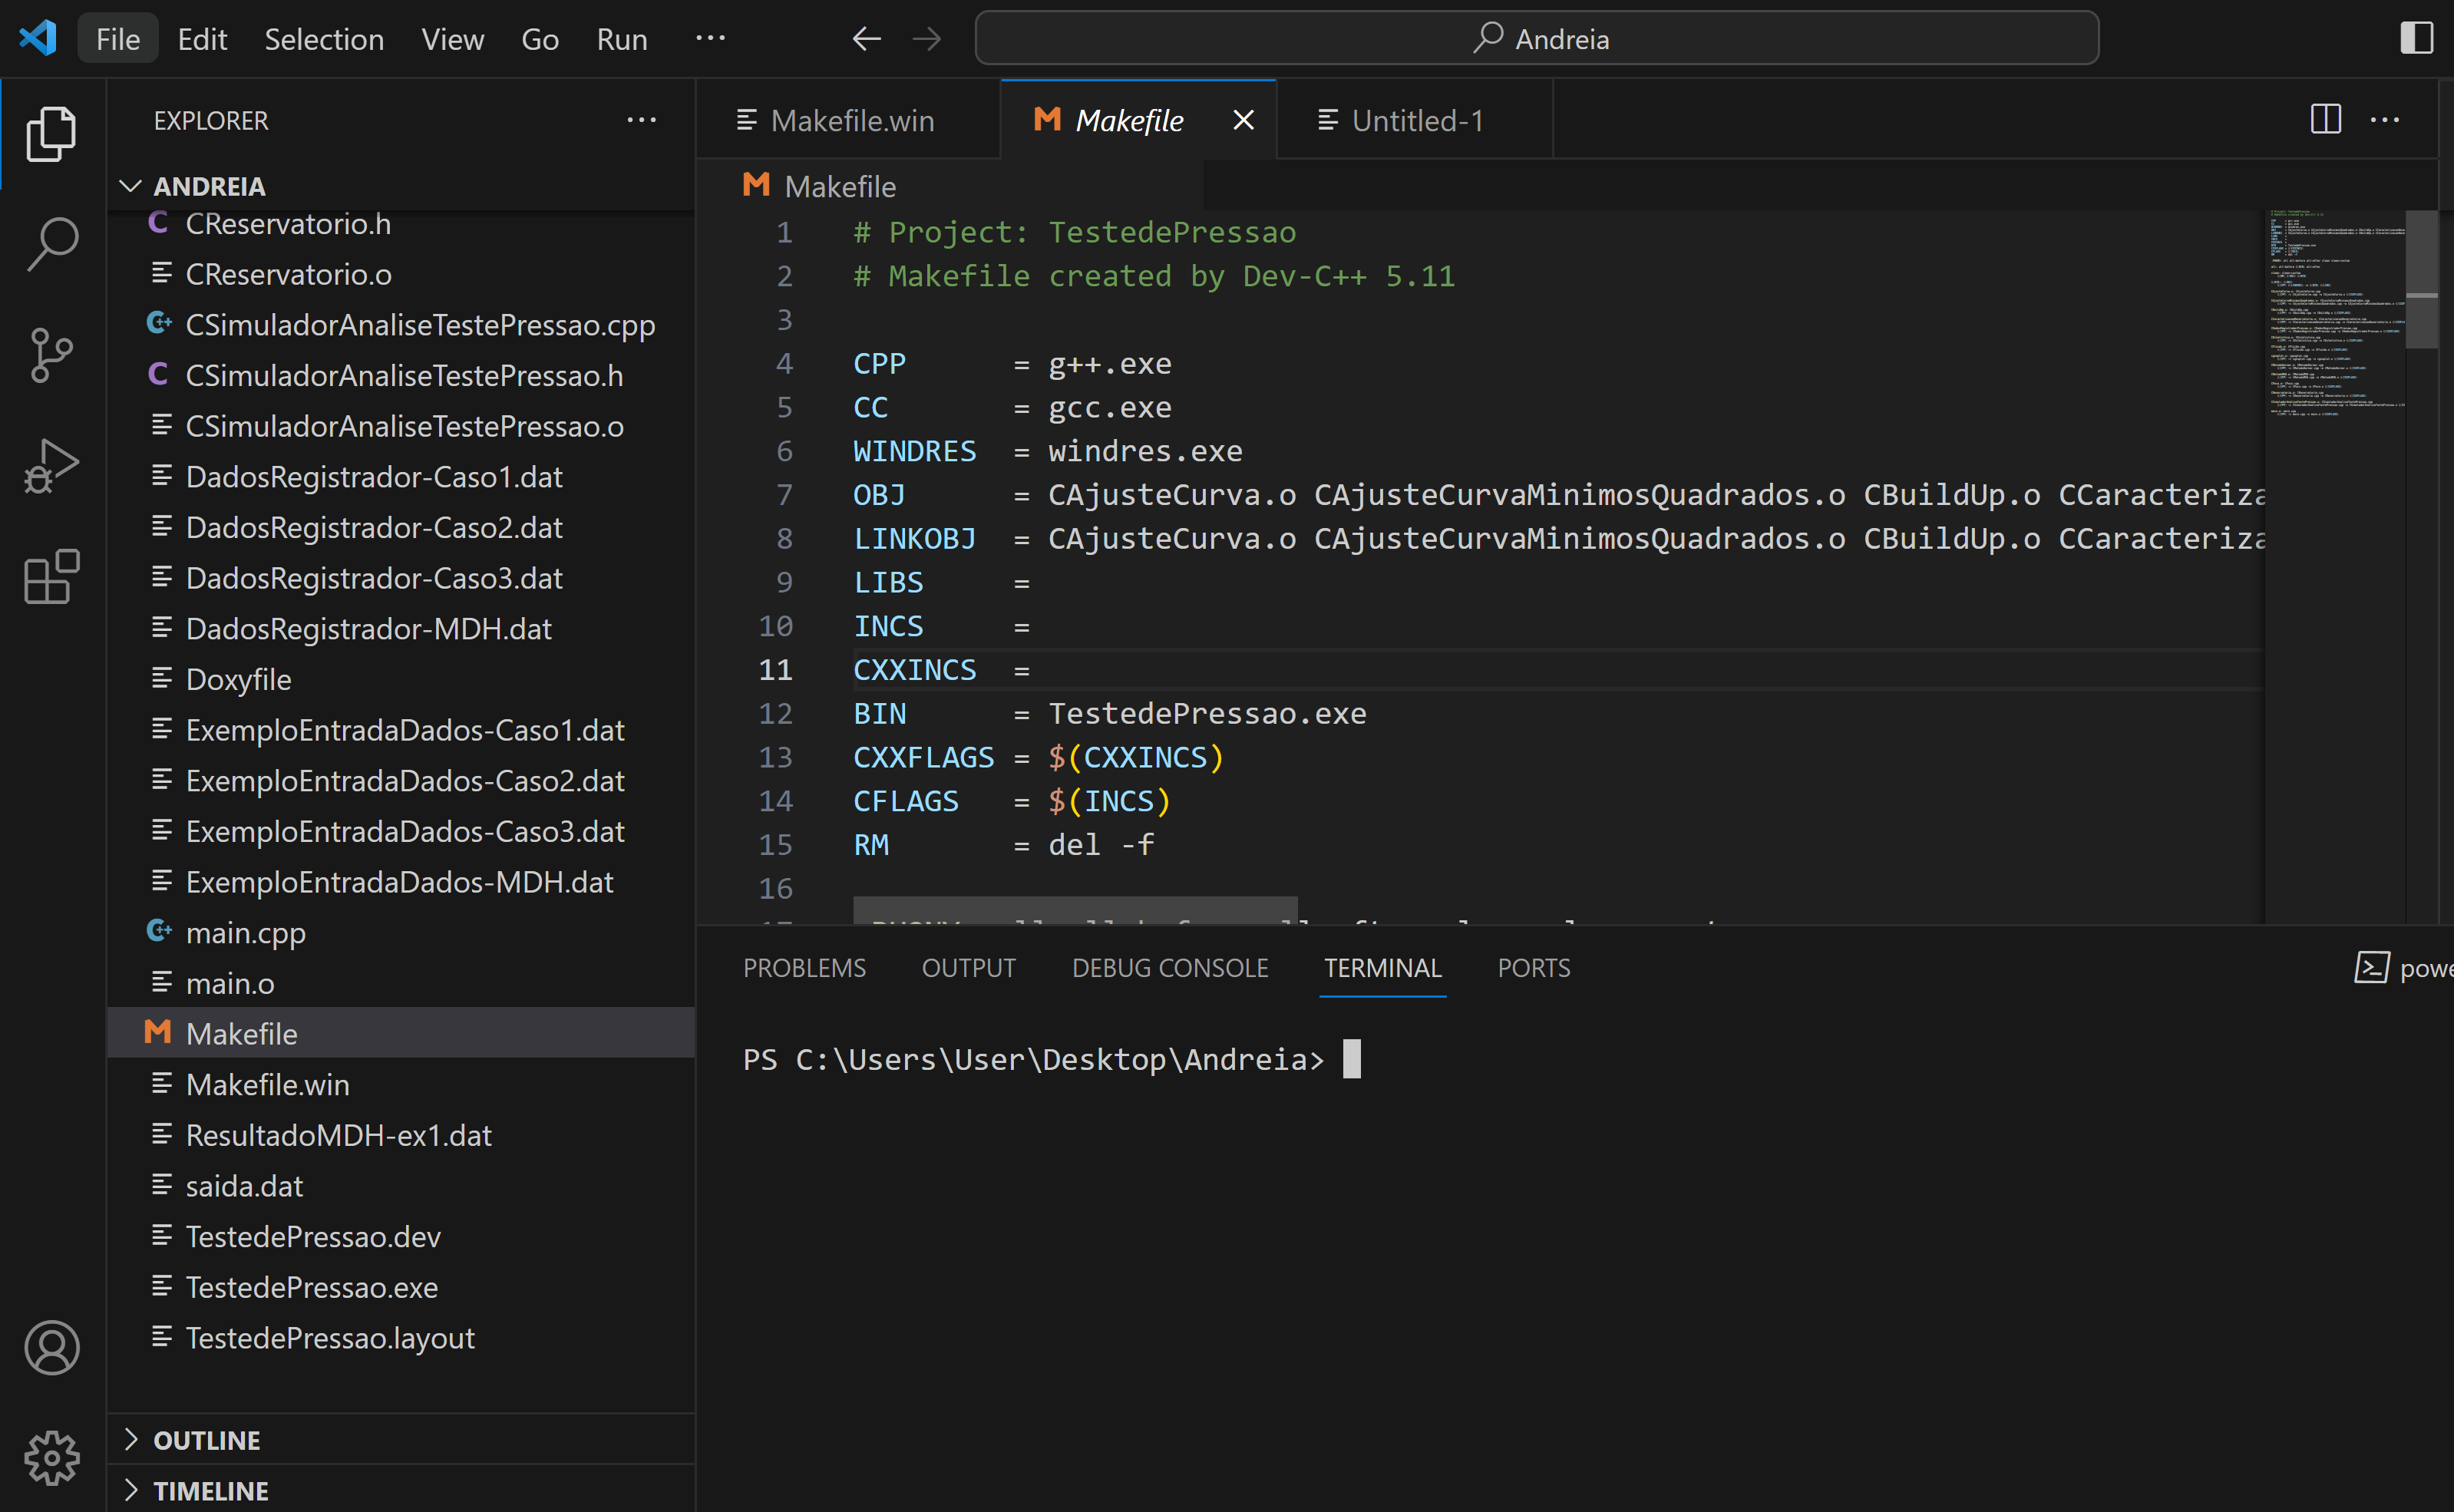 File Edit Selection View Go Run ···
Andreia
EXPLORER
ANDREIA
CReservatorio.h
CReservatorio.o
CSimuladorAnaliseTestePressao.cpp
CSimuladorAnaliseTestePressao.h
CSimuladorAnaliseTestePressao.o
DadosRegistrador-Caso1.dat
DadosRegistrador-Caso2.dat
DadosRegistrador-Caso3.dat
DadosRegistrador-MDH.dat
Doxyfile
ExemploEntradaDados-Caso1.dat
ExemploEntradaDados-Caso2.dat
ExemploEntradaDados-Caso3.dat
ExemploEntradaDados-MDH.dat
main.cpp
main.o
Makefile
Makefile.win
ResultadoMDH-ex1.dat
saida.dat
TestedePressao.dev
TestedePressao.exe
TestedePressao.layout
OUTLINE
TIMELINE
Makefile.win Makefile Untitled-1
Makefile
1 # Project: TestedePressao
2 # Makefile created by Dev-C++ 5.11
3
4 CPP = g++.exe
5 CC = gcc.exe
6 WINDRES = windres.exe
7 OBJ = CAjusteCurva.o CAjusteCurvaMinimosQuadrados.o CBuildUp.o CCaracteriza
8 LINKOBJ = CAjusteCurva.o CAjusteCurvaMinimosQuadrados.o CBuildUp.o CCaracteriza
9 LIBS =
10 INCS =
11 CXXINCS =
12 BIN = TestedePressao.exe
13 CXXFLAGS = $(CXXINCS)
14 CFLAGS = $(INCS)
15 RM = del -f
16
PROBLEMS OUTPUT DEBUG CONSOLE TERMINAL PORTS
powe
PS C:\Users\User\Desktop\Andreia>